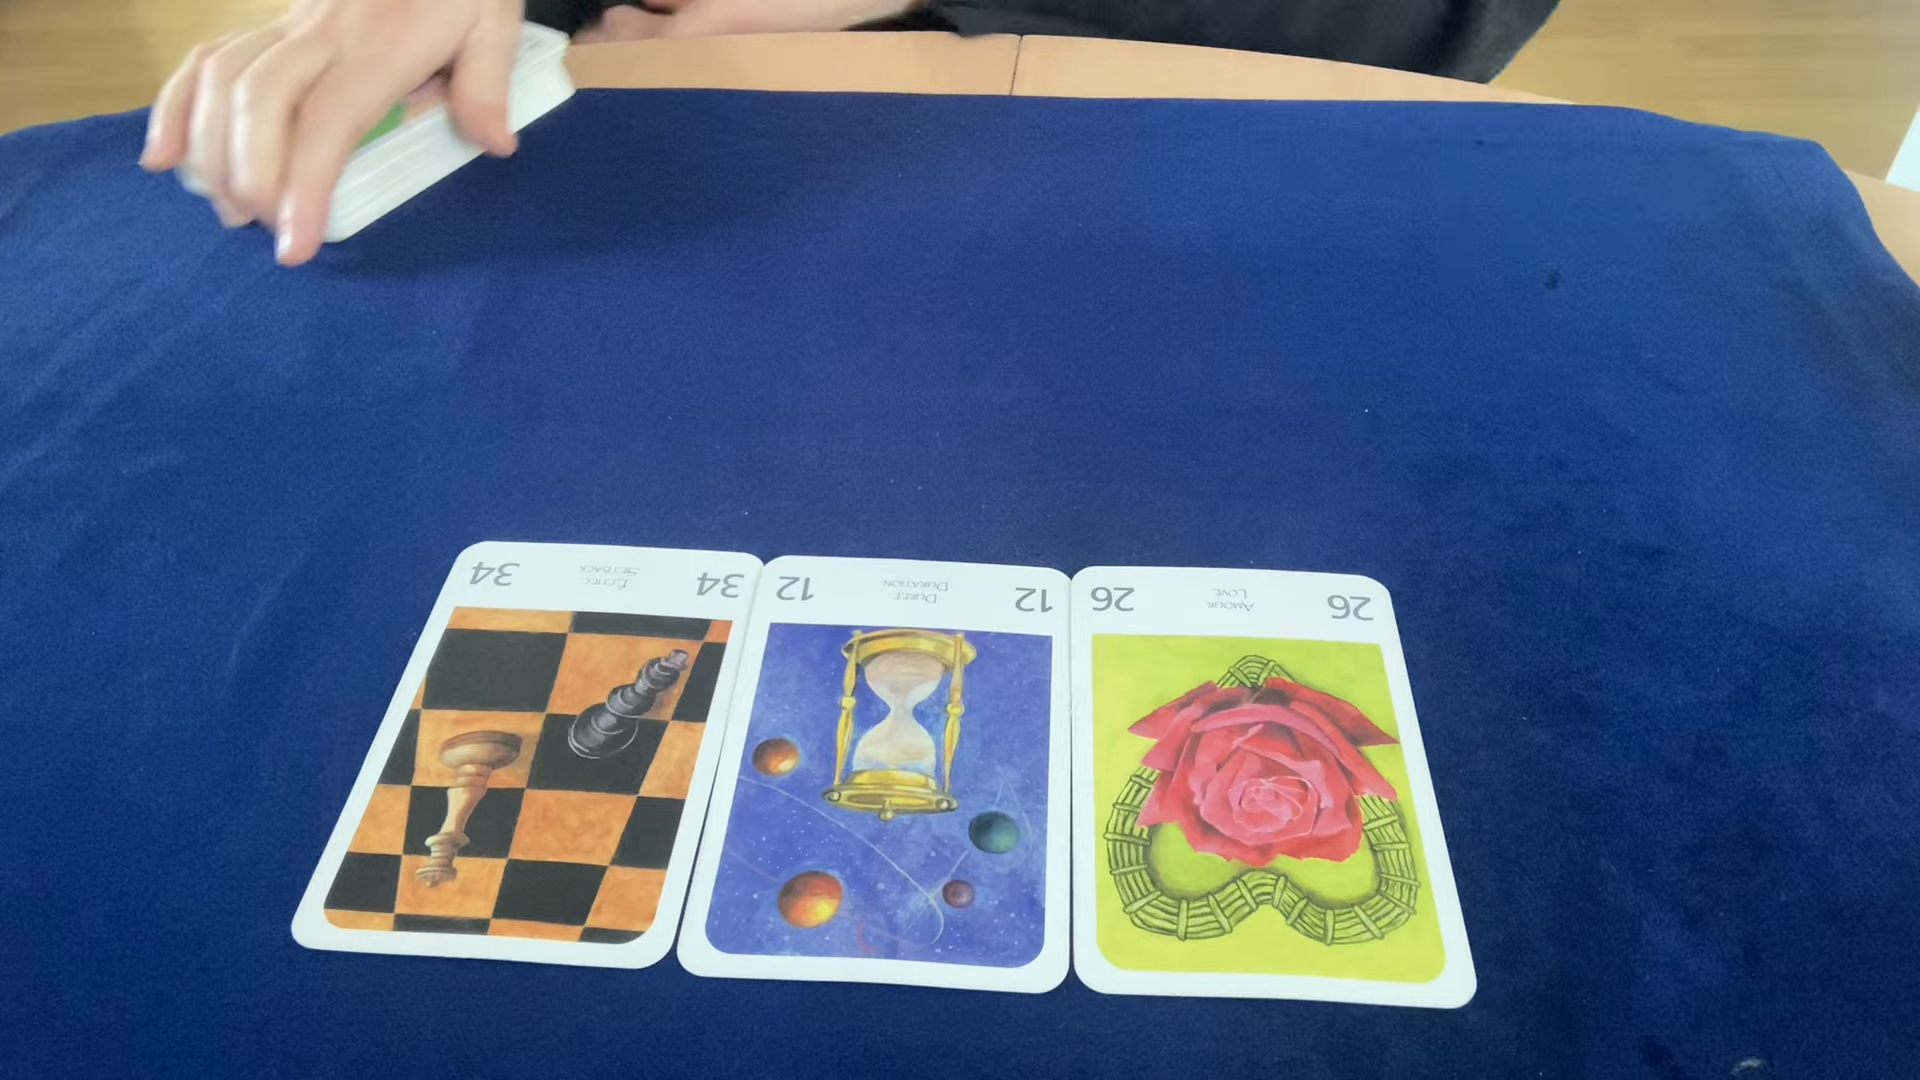 34 34
ÉCHEC
SETBACK
12 12
DURÉE
DURATION
26 26
AMOUR
LOVE